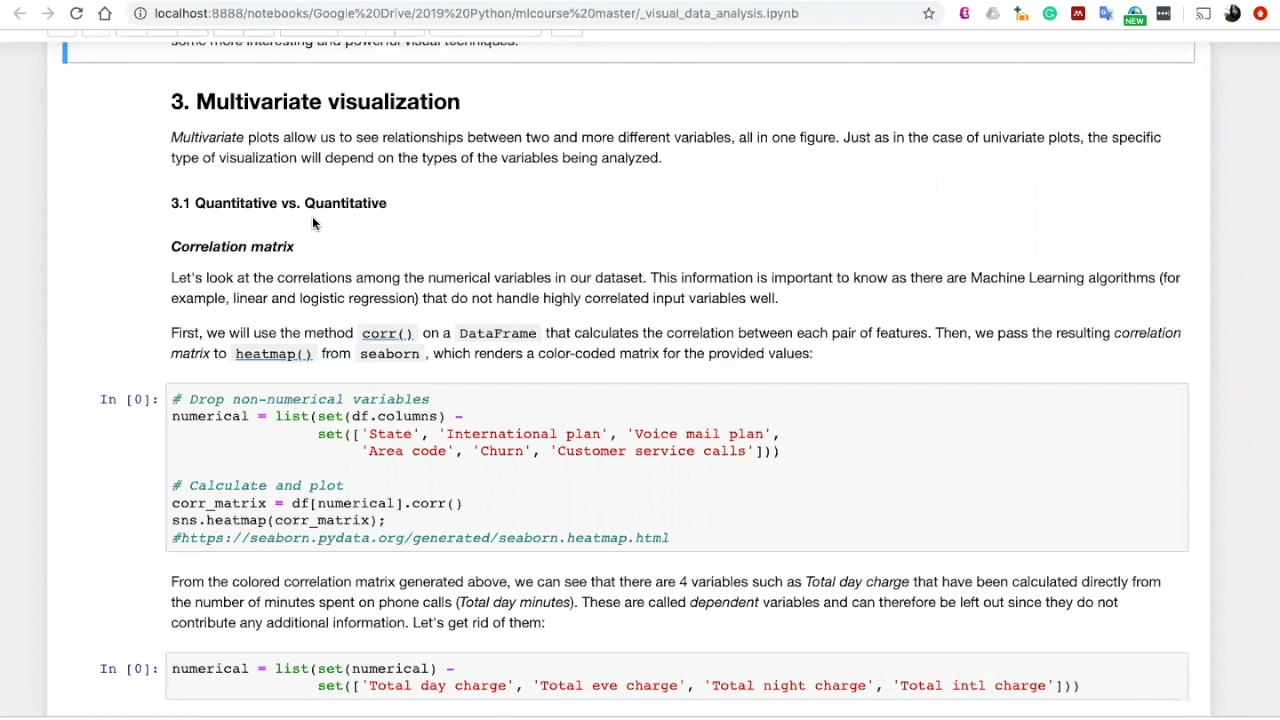 localhost:8888/notebooks/Google%20Drive/2019%20Python/mlcourse%20master/_visual_data_analysis.ipynb
NEW
some more interesting and powerful visual techniques.
3. Multivariate visualization
Multivariate plots allow us to see relationships between two and more different variables, all in one figure. Just as in the case of univariate plots, the specific
type of visualization will depend on the types of the variables being analyzed.
3.1 Quantitative vs. Quantitative
Correlation matrix
Let's look at the correlations among the numerical variables in our dataset. This information is important to know as there are Machine Learning algorithms (for
example, linear and logistic regression) that do not handle highly correlated input variables well.
First, we will use the method corr() on a DataFrame that calculates the correlation between each pair of features. Then, we pass the resulting correlation
matrix to heatmap() from seaborn, which renders a color-coded matrix for the provided values:
In [0]: # Drop non-numerical variables
numerical = list(set(df.columns) -
set(['State', 'International plan', 'Voice mail plan',
'Area code', 'Churn', 'Customer service calls']))
# Calculate and plot
corr_matrix = df[numerical].corr()
sns.heatmap(corr_matrix);
#https://seaborn.pydata.org/generated/seaborn.heatmap.html
From the colored correlation matrix generated above, we can see that there are 4 variables such as Total day charge that have been calculated directly from
the number of minutes spent on phone calls (Total day minutes). These are called dependent variables and can therefore be left out since they do not
contribute any additional information. Let's get rid of them:
In [0]: numerical = list(set(numerical) -
set(['Total day charge', 'Total eve charge', 'Total night charge', 'Total intl charge']))